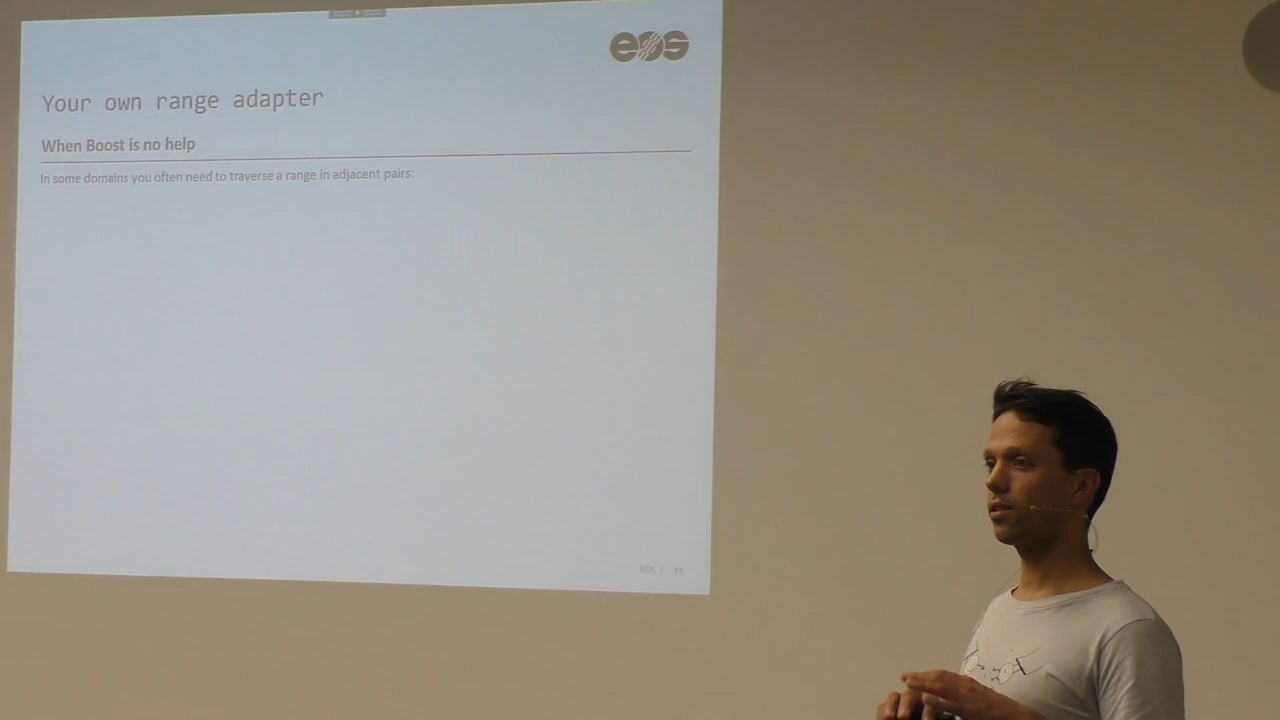 eos
Your own range adapter
When Boost is no help
In some domains you often need to traverse a range in adjacent pairs:
EOS |